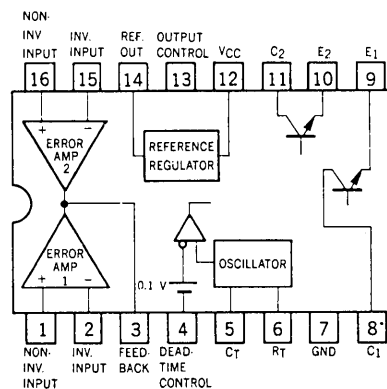 NON-
INV INPUT
INV. INPUT
REF. OUT
OUTPUT CONTROL
VCC
C2
E2
E1
16 15 14 13 12 11 10 9
+ −
ERROR AMP 2
REFERENCE REGULATOR
ERROR AMP 1
+ −
0.1 V
OSCILLATOR
1 2 3 4 5 6 7 8
NON- INV. INPUT
INV. INPUT
FEED- BACK
DEAD- TIME CONTROL
CT
RT
GND
C1